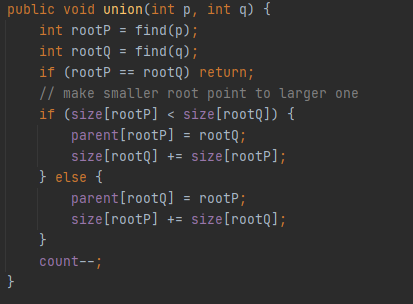 public void union(int p, int q) {
    int rootP = find(p);
    int rootQ = find(q);
    if (rootP == rootQ) return;
    // make smaller root point to larger one
    if (size[rootP] < size[rootQ]) {
        parent[rootP] = rootQ;
        size[rootQ] += size[rootP];
    } else {
        parent[rootQ] = rootP;
        size[rootP] += size[rootQ];
    }
    count--;
}